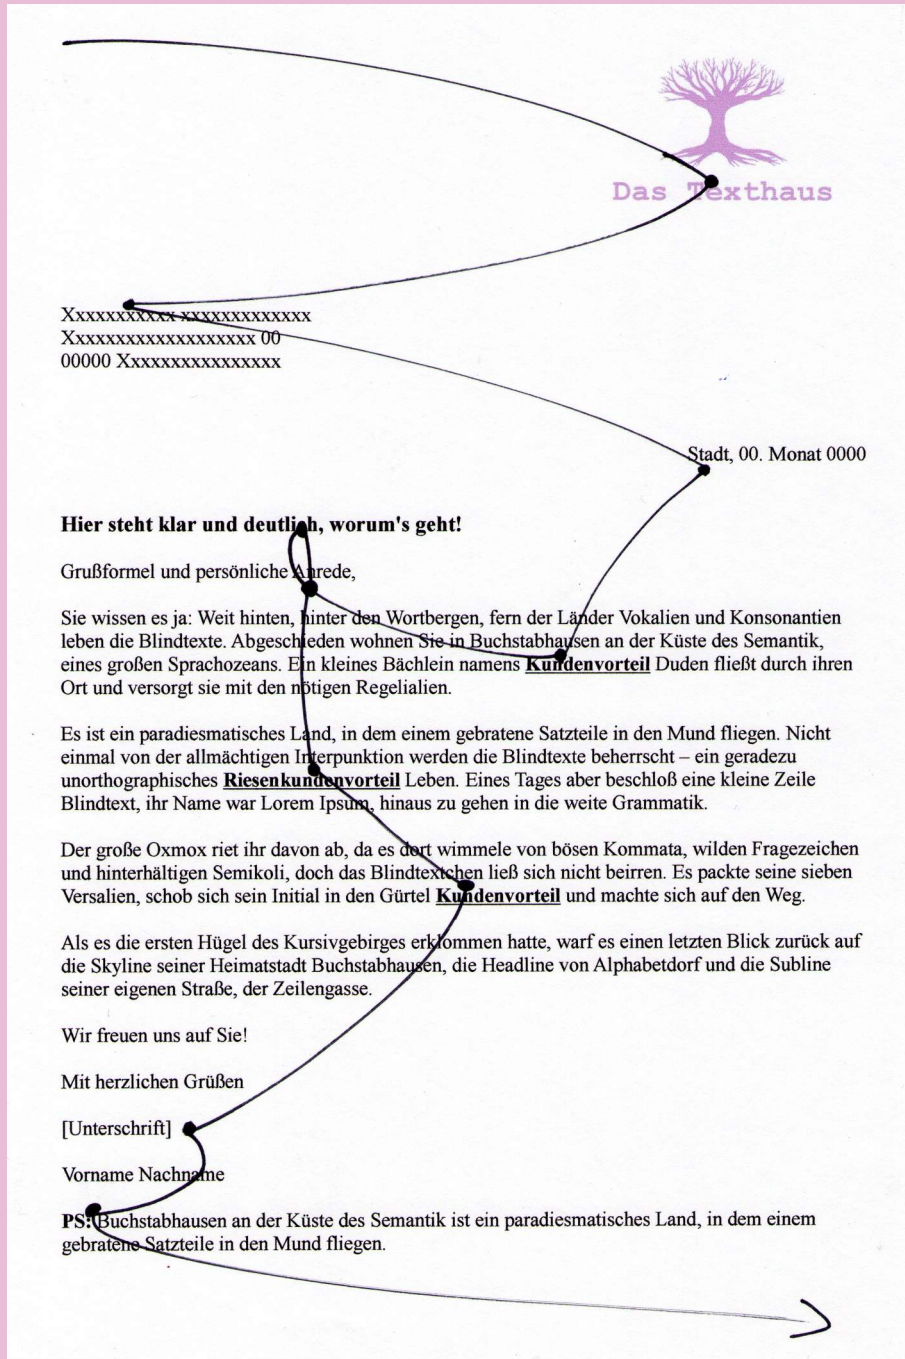 Das Texthaus
Xxxxxxxxxxx xxxxxxxxxxxxx
Xxxxxxxxxxxxxxxxxxx 00
00000 Xxxxxxxxxxxxxxxx
Stadt, 00. Monat 0000
Hier steht klar und deutlich, worum's geht!
Grußformel und persönliche Anrede,
Sie wissen es ja: Weit hinten, hinter den Wortbergen, fern der Länder Vokalien und Konsonantien
leben die Blindtexte. Abgeschieden wohnen Sie in Buchstabhausen an der Küste des Semantik,
eines großen Sprachozeans. Ein kleines Bächlein namens Kundenvorteil Duden fließt durch ihren
Ort und versorgt sie mit den nötigen Regelialien.
Es ist ein paradiesmatisches Land, in dem einem gebratene Satzteile in den Mund fliegen. Nicht
einmal von der allmächtigen Interpunktion werden die Blindtexte beherrscht – ein geradezu
unorthographisches Riesenkundenvorteil Leben. Eines Tages aber beschloß eine kleine Zeile
Blindtext, ihr Name war Lorem Ipsum, hinaus zu gehen in die weite Grammatik.
Der große Oxmox riet ihr davon ab, da es dort wimmele von bösen Kommata, wilden Fragezeichen
und hinterhältigen Semikoli, doch das Blindtextchen ließ sich nicht beirren. Es packte seine sieben
Versalien, schob sich sein Initial in den Gürtel Kundenvorteil und machte sich auf den Weg.
Als es die ersten Hügel des Kursivgebirges erklommen hatte, warf es einen letzten Blick zurück auf
die Skyline seiner Heimatstadt Buchstabhausen, die Headline von Alphabetdorf und die Subline
seiner eigenen Straße, der Zeilengasse.
Wir freuen uns auf Sie!
Mit herzlichen Grüßen
[Unterschrift]
Vorname Nachname
PS: Buchstabhausen an der Küste des Semantik ist ein paradiesmatisches Land, in dem einem
gebratene Satzteile in den Mund fliegen.